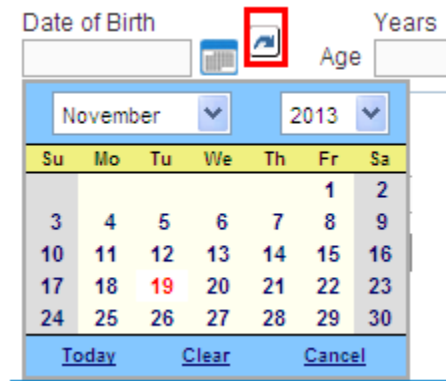 Date of Birth Years
Age
November 2013
Su Mo Tu We Th Fr Sa
1 2
3 4 5 6 7 8 9
10 11 12 13 14 15 16
17 18 19 20 21 22 23
24 25 26 27 28 29 30
Today Clear Cancel